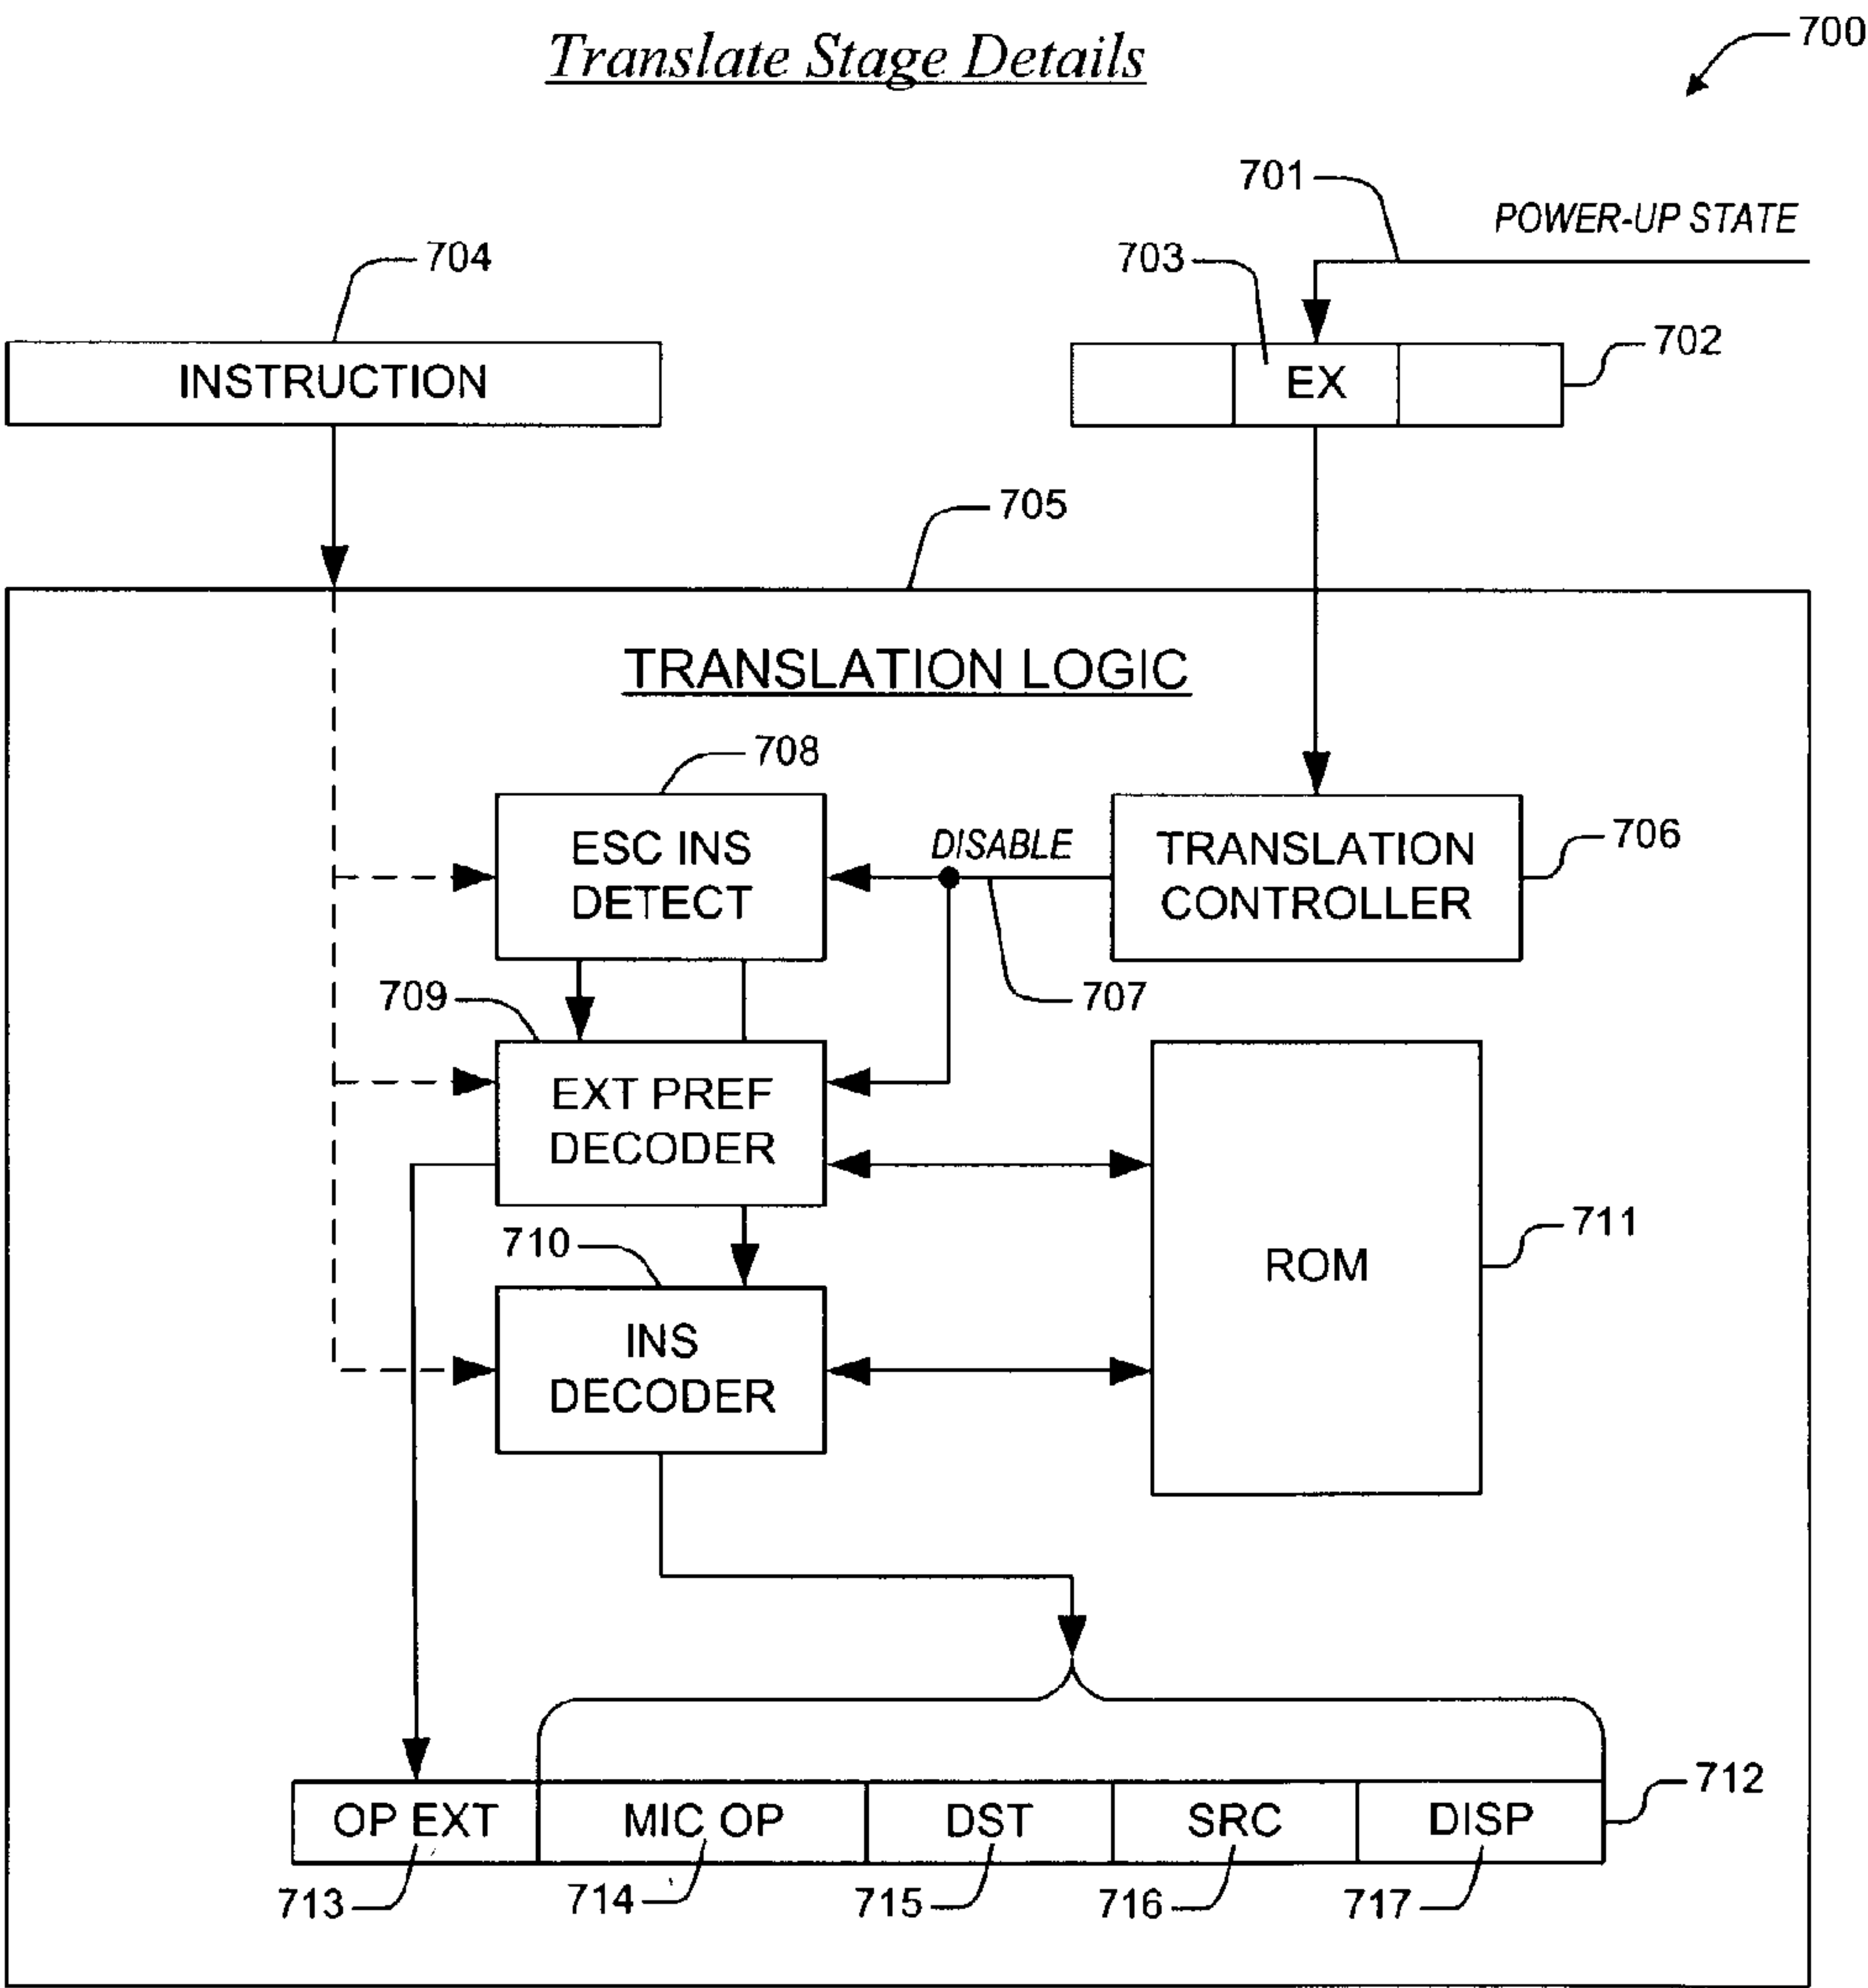 Translate Stage Details
700
701
POWER-UP STATE
704
703
702
INSTRUCTION
EX
705
TRANSLATION LOGIC
708
ESC INS
DETECT
DISABLE
TRANSLATION
CONTROLLER
706
709
707
EXT PREF
DECODER
710
711
ROM
INS
DECODER
712
OP EXT
MIC OP
DST
SRC
DISP
713
714
715
716
717